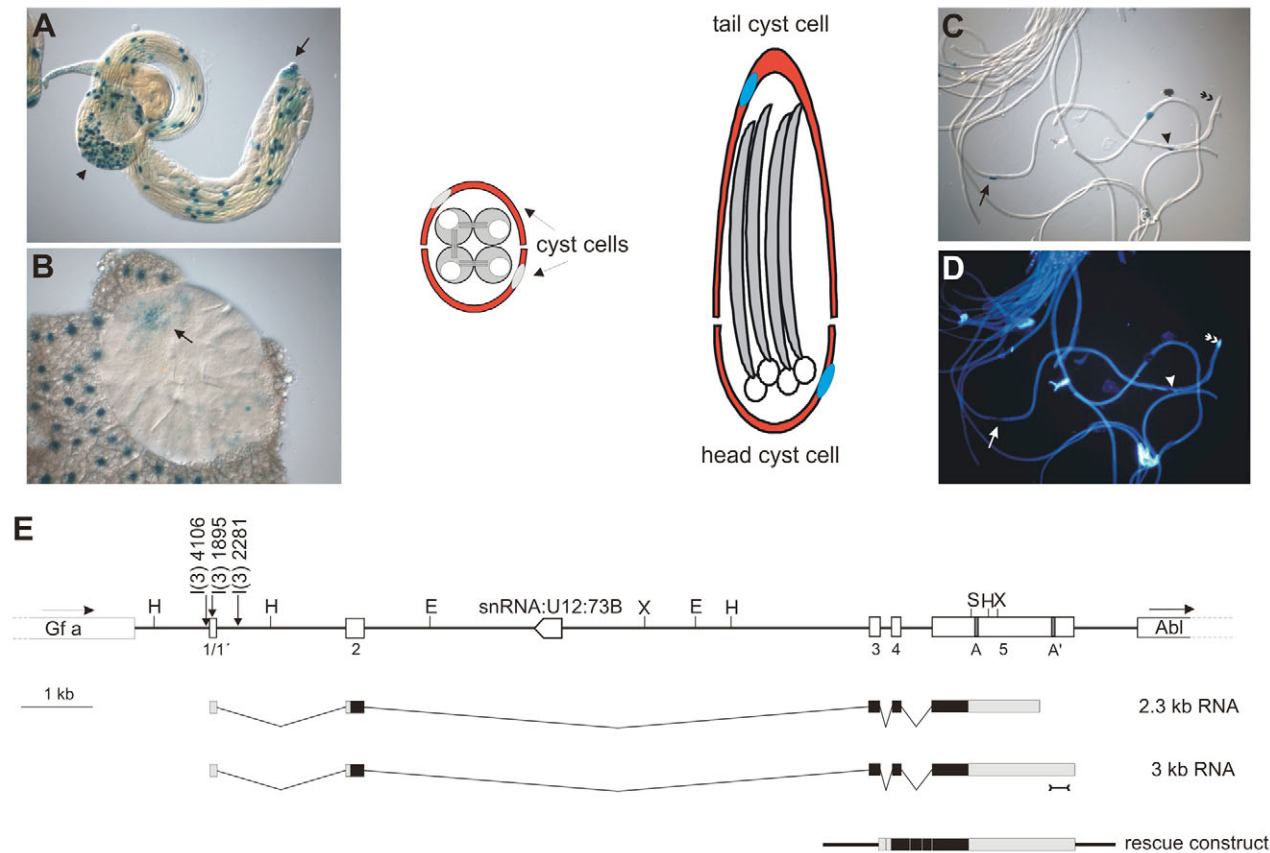 A
tail cyst cell
C
cyst cells
B
D
head cyst cell
E
l(3) 4106
l(3) 1895
l(3) 2281
H H E snRNA:U12:73B X E H S H X
Gf a Abl
1/1´ 2 3 4 A 5 A'
1 kb
2.3 kb RNA
3 kb RNA
rescue construct